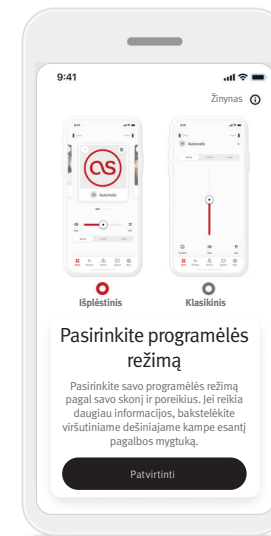 9:41
Žinynas
Automatic
Automatic
Išplėstinis
Klasikinis
Pasirinkite programėlės
režimą
Pasirinkite savo programėlės režimą
pagal savo skonį ir poreikius. Jei reikia
daugiau informacijos, bakstelėkite
viršutiniame dešiniajame kampe esantį
pagalbos mygtuką.
Patvirtinti